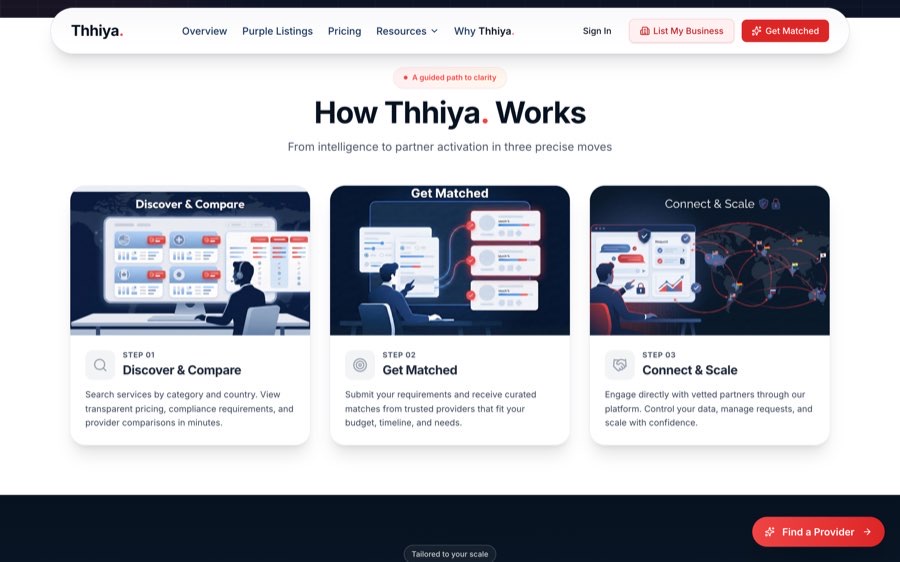 Thhiya.
Overview
Purple Listings
Pricing
Resources
Why Thhiya.
Sign In
List My Business
Get Matched
A guided path to clarity
How Thhiya. Works
From intelligence to partner activation in three precise moves
Discover & Compare
STEP 01
Discover & Compare
Search services by category and country. View
transparent pricing, compliance requirements, and
provider comparisons in minutes.
Get Matched
STEP 02
Get Matched
Submit your requirements and receive curated
matches from trusted providers that fit your
budget, timeline, and needs.
Connect & Scale
STEP 03
Connect & Scale
Engage directly with vetted partners through our
platform. Control your data, manage requests, and
scale with confidence.
Find a Provider
Tailored to your scale